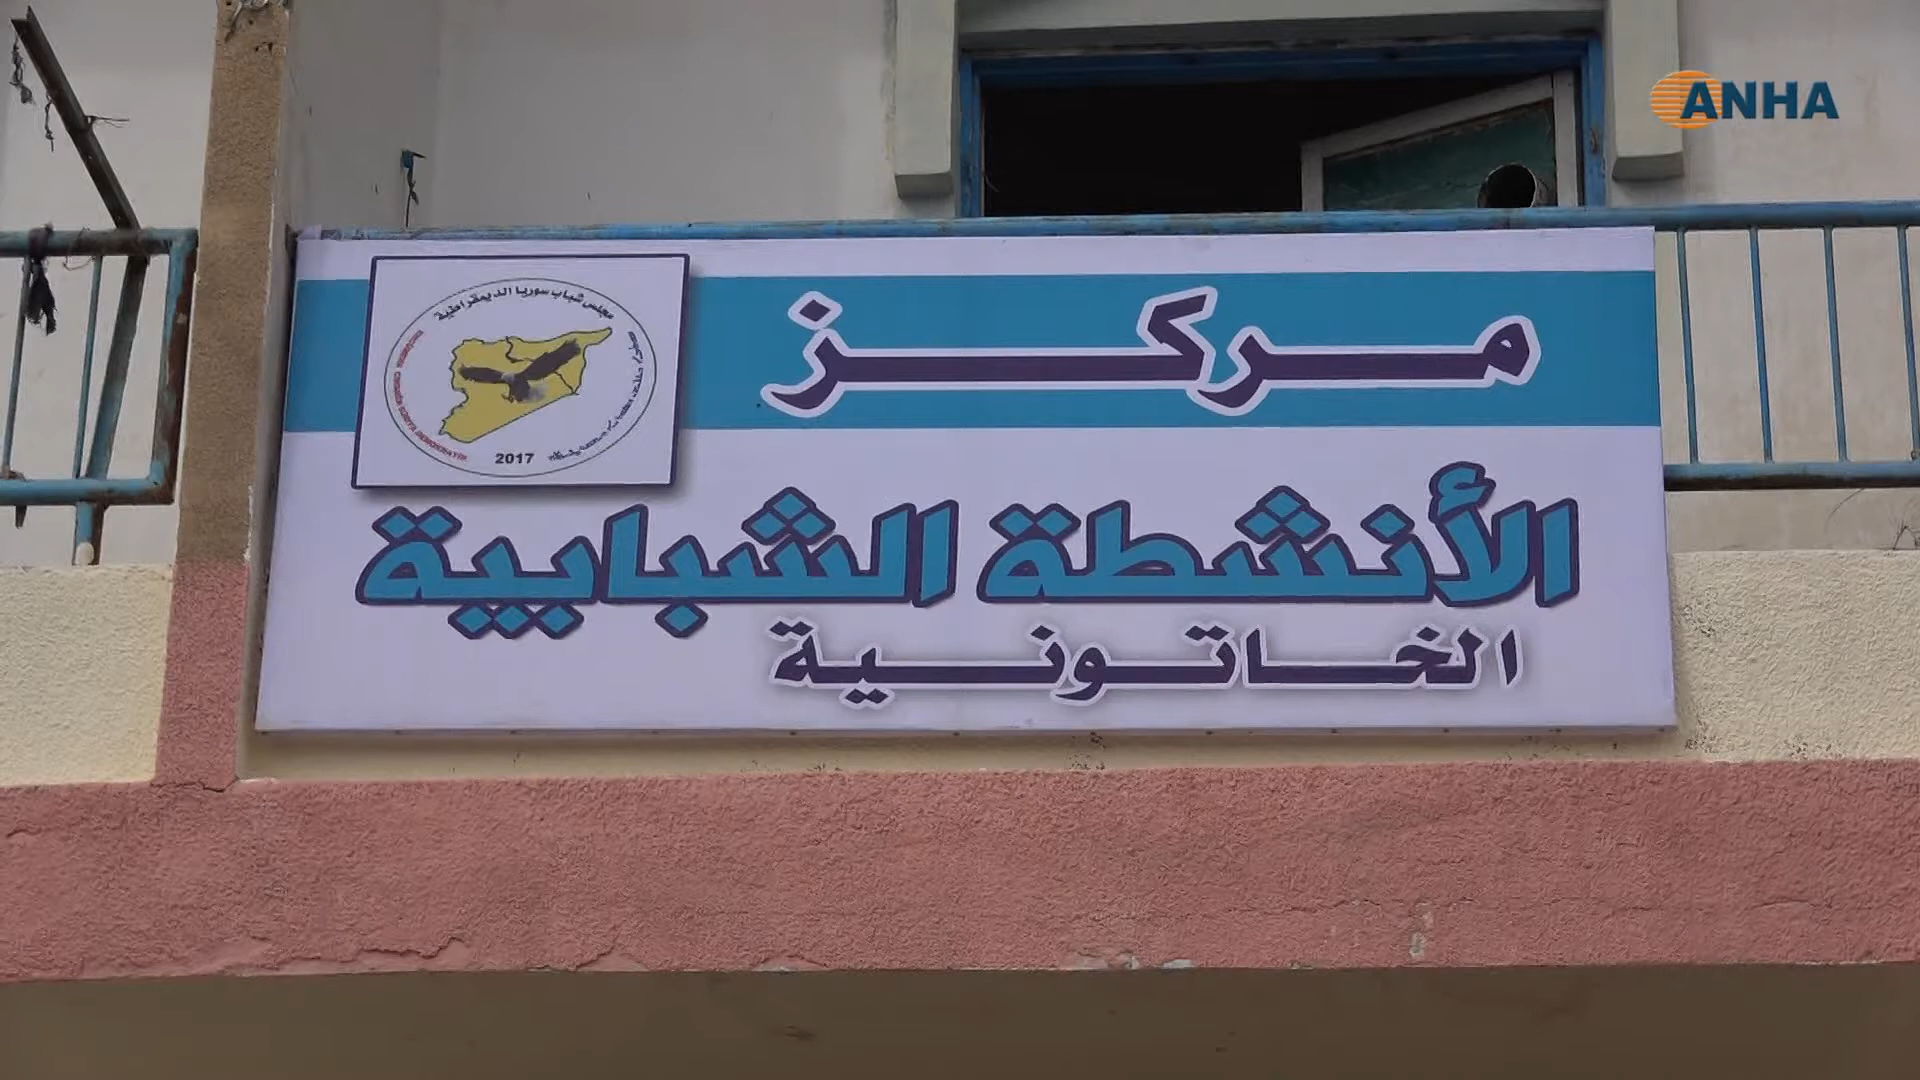 ANHA
مركز
مجلس شباب سوريا الديمقراطية
2017
الأنشطة الشبابية
الخاتونية